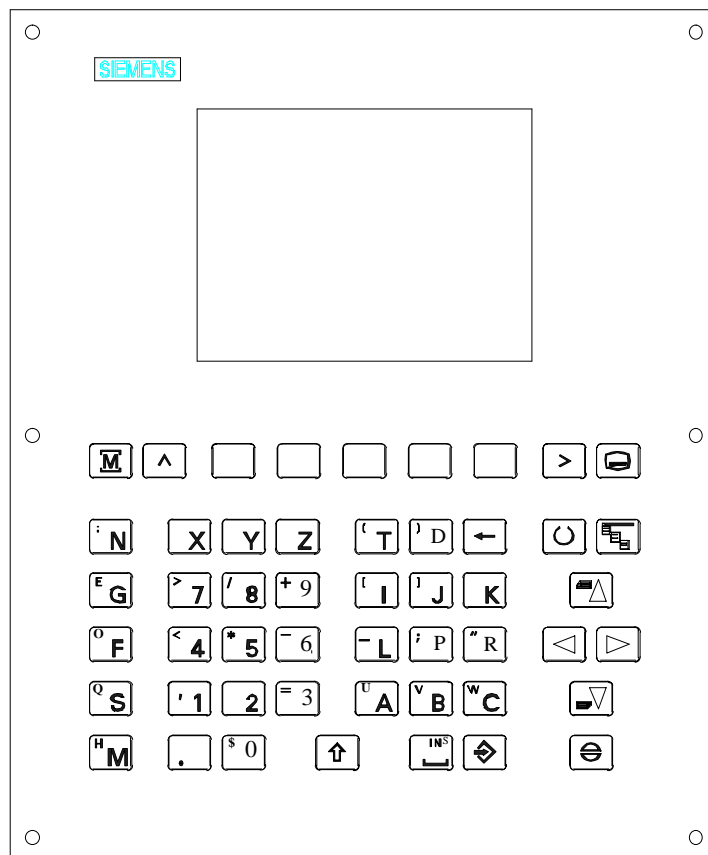 SIEMENS
M ^ >
: N X Y Z ( T ) D ←
E G > 7 / 8 + 9 [ I ] J K
O F < 4 * 5 - 6 - L ; P " R
Q S ' 1 2 = 3 U A V B W C
H M . $ 0 INS